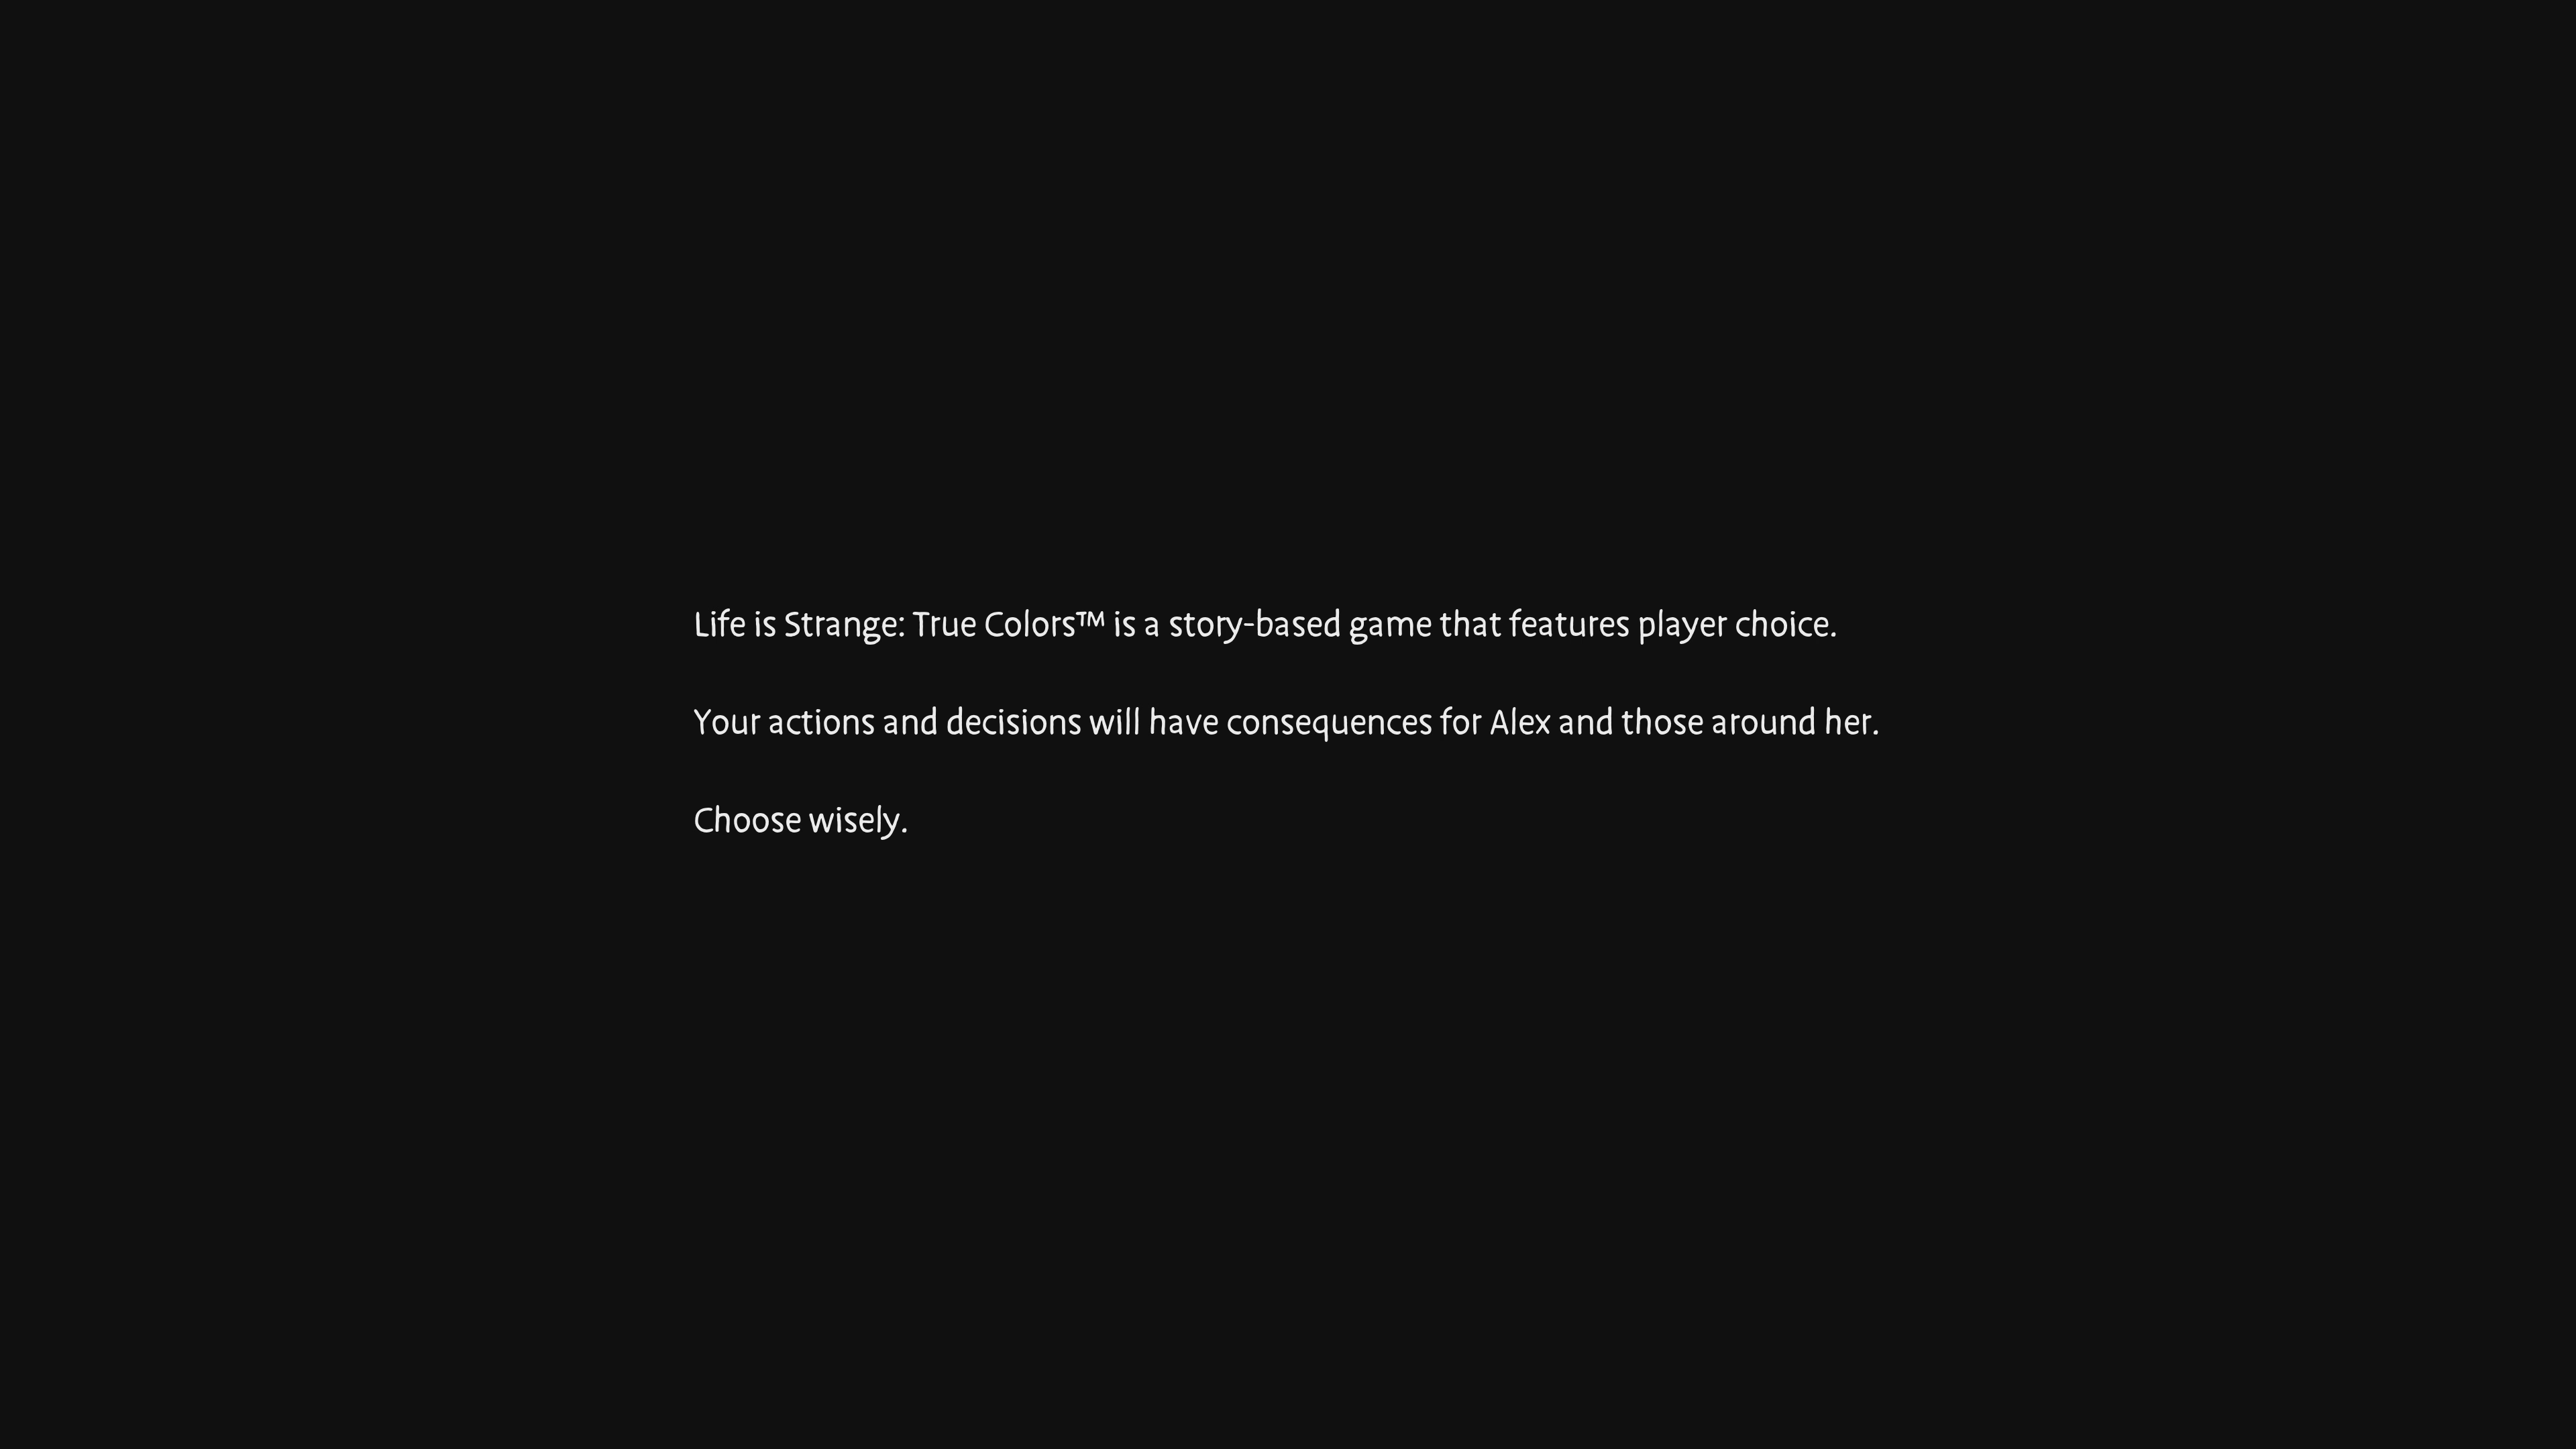 Life is Strange: True Colors™ is a story-based game that features player choice.
Your actions and decisions will have consequences for Alex and those around her.
Choose wisely.